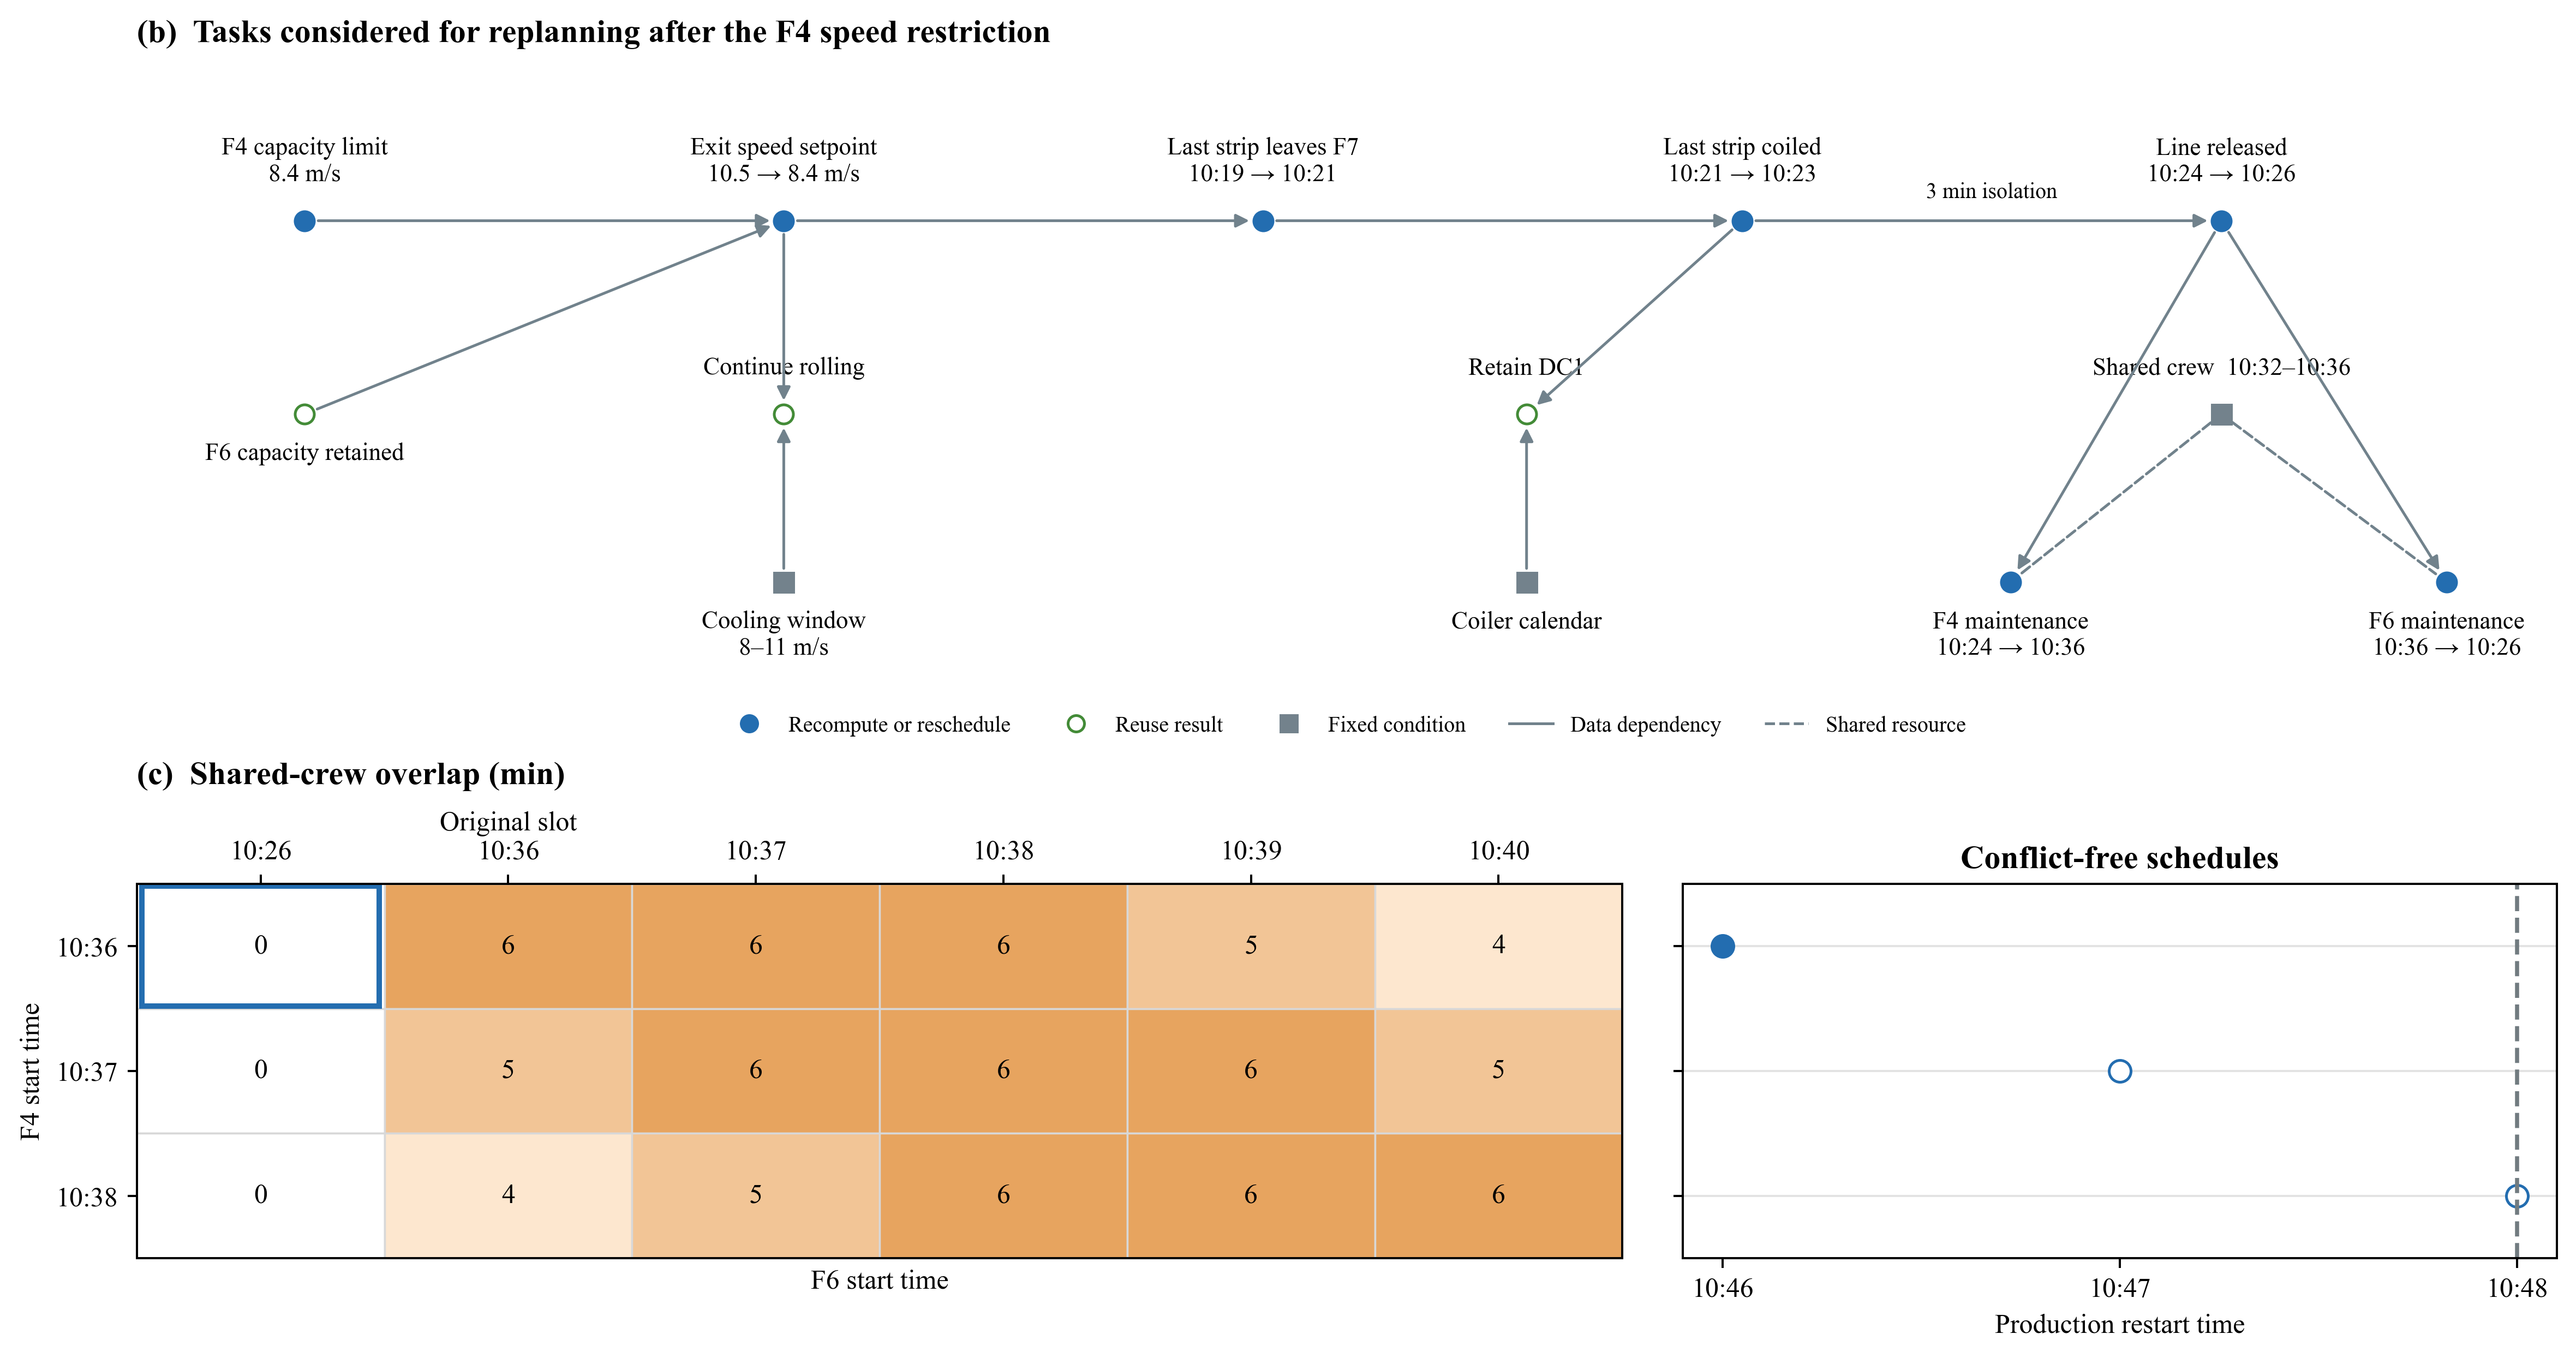 (b) Tasks considered for replanning after the F4 speed restriction
F4 capacity limit
8.4 m/s
Exit speed setpoint
10.5 → 8.4 m/s
Last strip leaves F7
10:19 → 10:21
Last strip coiled
10:21 → 10:23
3 min isolation
Line released
10:24 → 10:26
Continue rolling
Retain DC1
Shared crew 10:32–10:36
F6 capacity retained
Cooling window
8–11 m/s
Coiler calendar
F4 maintenance
10:24 → 10:36
F6 maintenance
10:36 → 10:26
Recompute or reschedule
Reuse result
Fixed condition
Data dependency
Shared resource
(c) Shared-crew overlap (min)
Original slot
10:26 10:36 10:37 10:38 10:39 10:40
F4 start time
10:36 0 6 6 6 5 4
10:37 0 5 6 6 6 5
10:38 0 4 5 6 6 6
F6 start time
Conflict-free schedules
10:46 10:47 10:48
Production restart time